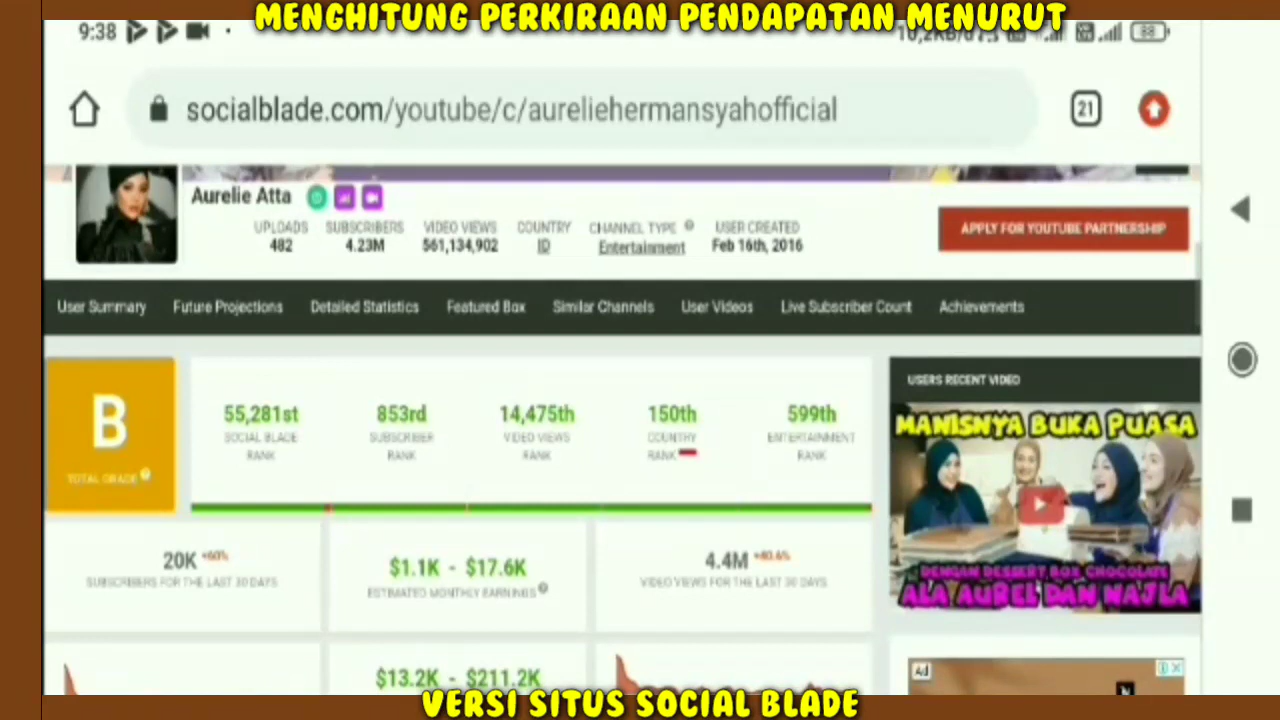 MENGHITUNG PERKIRAAN PENDAPATAN MENURUT
9:38
88
socialblade.com/youtube/c/aureliehermansyahofficial
21
Aurelie Atta
UPLOADS SUBSCRIBERS VIDEO VIEWS COUNTRY CHANNEL TYPE USER CREATED
482 4.23M 561,134,902 ID Entertainment Feb 16th, 2016
APPLY FOR YOUTUBE PARTNERSHIP
User Summary Future Projections Detailed Statistics Featured Box Similar Channels User Videos Live Subscriber Count Achievements
B
TOTAL GRADE
55,281st 853rd 14,475th 150th 599th
SOCIAL BLADE SUBSCRIBER VIDEO VIEWS COUNTRY ENTERTAINMENT
RANK RANK RANK RANK RANK
USERS RECENT VIDEO
MANISNYA BUKA PUASA
DENGAN DESSERT BOX CHOCOLATE
ALA AUREL DAN NAJLA
20K +60% $1.1K - $17.6K 4.4M
SUBSCRIBERS FOR THE LAST 30 DAYS ESTIMATED MONTHLY EARNINGS VIDEO VIEWS FOR THE LAST 30 DAYS
$13.2K - $211.2K
Ad
VERSI SITUS SOCIAL BLADE